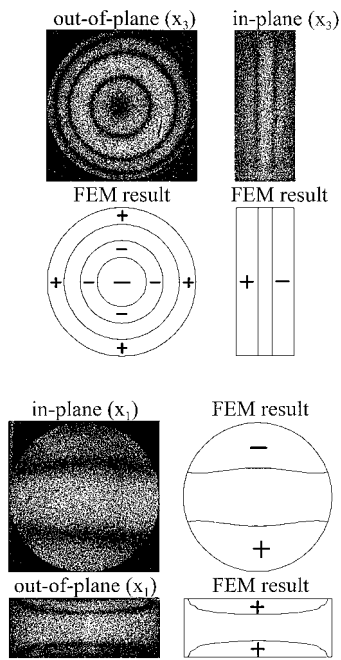 out-of-plane (x3) in-plane (x3)
FEM result FEM result
+
−
+ − − − +
−
+
+ −
in-plane (x1) FEM result
−
+
out-of-plane (x1) FEM result
+
+